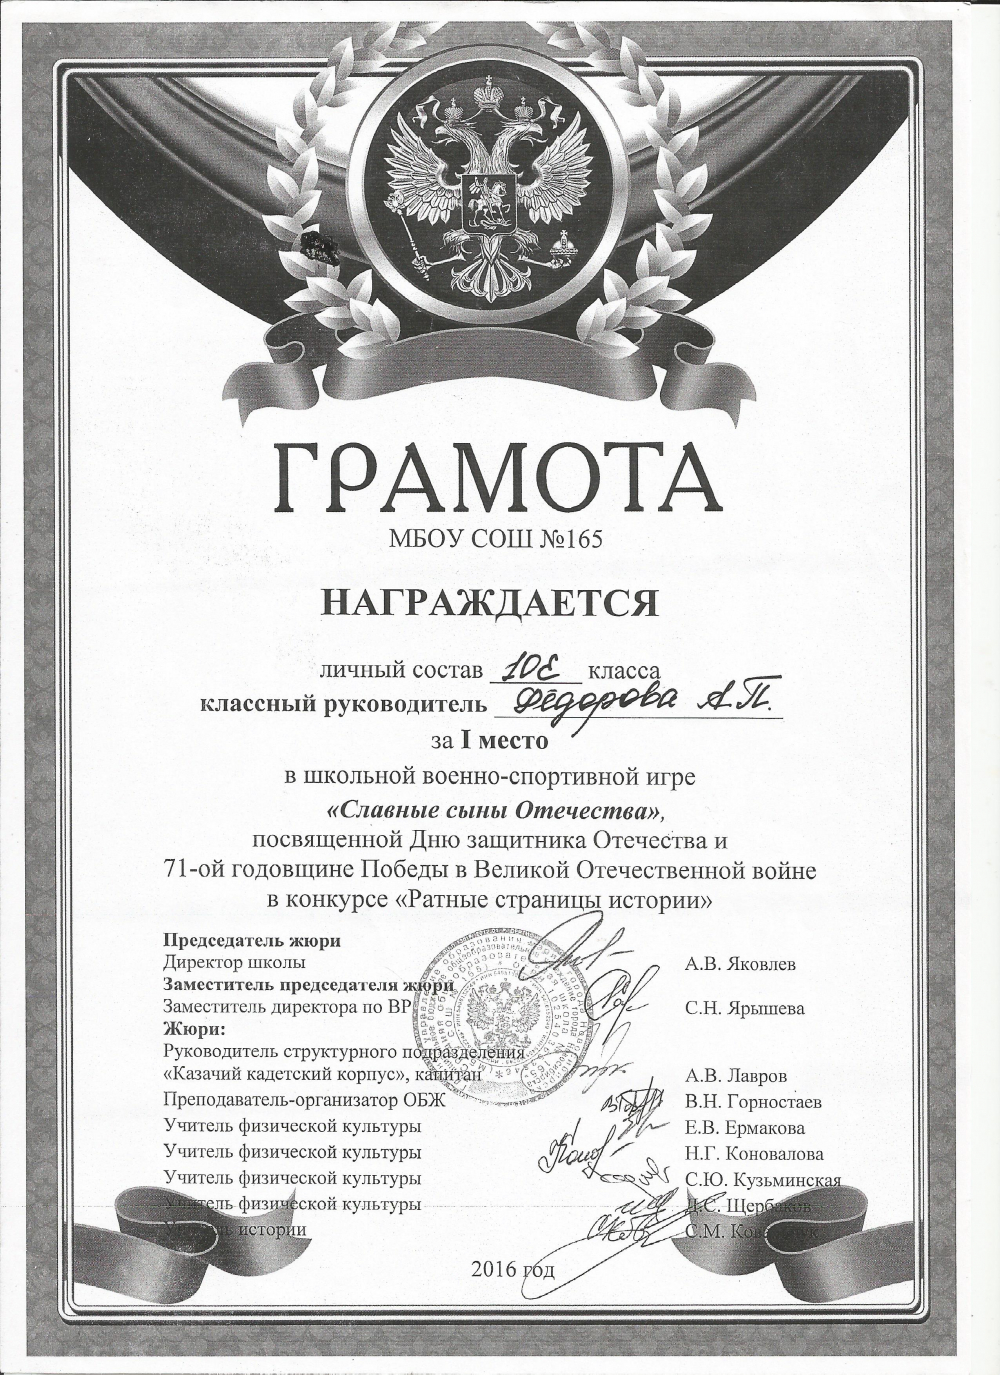 ГРАМОТА
МБОУ СОШ №165
НАГРАЖДАЕТСЯ
личный состав 10Е класса
классный руководитель Фёдорова А.П.
за I место
в школьной военно-спортивной игре
«Славные сыны Отечества»,
посвященной Дню защитника Отечества и
71-ой годовщине Победы в Великой Отечественной войне
в конкурсе «Ратные страницы истории»
Председатель жюри
Директор школы А.В. Яковлев
Заместитель председателя жюри
Заместитель директора по ВР С.Н. Ярышева
Жюри:
Руководитель структурного подразделения
«Казачий кадетский корпус», капитан А.В. Лавров
Преподаватель-организатор ОБЖ В.Н. Горностаев
Учитель физической культуры Е.В. Ермакова
Учитель физической культуры Н.Г. Коновалова
Учитель физической культуры С.Ю. Кузьминская
Учитель физической культуры Д.С. Щербаков
Учитель истории С.М.
2016 год